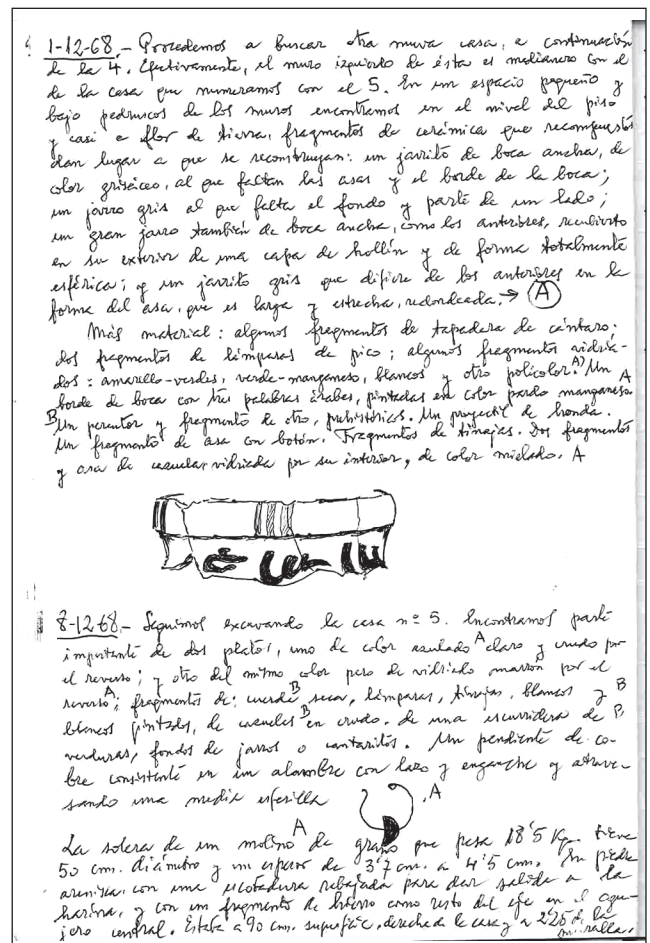 1-12-68.- Procedemos a buscar otra nueva casa, a continuación
de la 4. Efectivamente, el muro izquierdo de ésta es medianero con el
de la casa que numeramos con el 5. En un espacio pequeño y
bajo pedruscos de los muros encontramos en el nivel del piso
y casi a flor de tierra, fragmentos de cerámica que recompuestos
dan lugar a que se reconstruyan: un jarrito de boca ancha, de
color grisáceo, al que faltan las asas y el borde de la boca;
un jarro gris al que falta el fondo y parte de un lado;
un gran jarro también de boca ancha, como los anteriores, recubierto
en su exterior de una capa de hollín y de forma totalmente
esférica; y un jarrito gris que difiere de los anteriores en la
forma del asa, que es larga y estrecha, redondeada. → A
Más material: algunos fragmentos de tapadera de cántaro;
dos fragmentos de lámparas de pico; algunos fragmentos vidria-
dos: amarillo-verdes, verde-manganeso, blancos y otro policolor. A) Un
borde de boca con tres palabras árabes, pintadas en color pardo manganeso A
B Un percutor y fragmento de otro, prehistóricos. Un proyectil de honda.
Un fragmento de asa con botón. Fragmentos de tinajas. Dos fragmentos
y asa de cazuela vidriada por su interior, de color mielado. A
8-12-68.- Seguimos excavando la casa nº 5. Encontramos parte
importante de dos platos, uno de color azulado A claro y crudo por
el reverso; y otro del mismo color pero de vidriado marrón por el
reverso A; fragmentos de: cuerda B seca, lámparas, tinajas, blancos y B
blancos pintados, de cazuelas B en crudo, de una escurridera de B
verduras, fondos de jarros o cantaritos. Un pendiente de co-
bre consistente en un alambre con lazo y enganche y atrave-
sando una media esferilla . A
La solera de un molino A de grano que pesa 18'5 Kg. tiene
50 cm. diámetro y un espesor de 3'7 cm. a 4'5 cm. En piedra
arenisca, con una escotadura rebajada para dar salida a la
harina, y con un fragmento de hierro como resto del eje en el agu-
jero central. Estaba a 90 cm. superficie, derecha de la casa y a 2'25 de la
muralla.